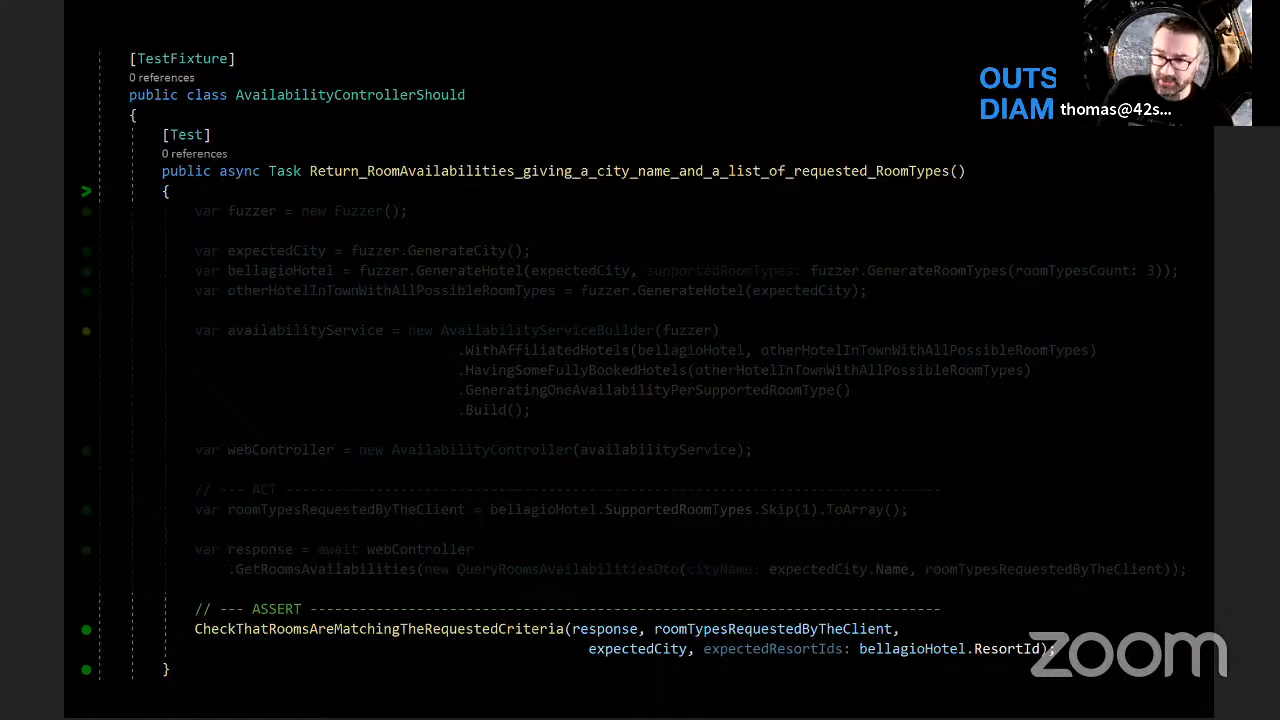 [TestFixture]
0 references
public class AvailabilityControllerShould
{
[Test]
0 references
public async Task Return_RoomAvailabilities_giving_a_city_name_and_a_list_of_requested_RoomTypes()
{
var fuzzer = new Fuzzer();
var expectedCity = fuzzer.GenerateCity();
var bellagioHotel = fuzzer.GenerateHotel(expectedCity, supportedRoomTypes: fuzzer.GenerateRoomTypes(roomTypesCount: 3));
var otherHotelInTownWithAllPossibleRoomTypes = fuzzer.GenerateHotel(expectedCity);
var availabilityService = new AvailabilityServiceBuilder(fuzzer)
.WithAffiliatedHotels(bellagioHotel, otherHotelInTownWithAllPossibleRoomTypes)
.HavingSomeFullyBookedHotels(otherHotelInTownWithAllPossibleRoomTypes)
.GeneratingOneAvailabilityPerSupportedRoomType()
.Build();
var webController = new AvailabilityController(availabilityService);
// --- ACT --------------------------------------------------------------------------------
var roomTypesRequestedByTheClient = bellagioHotel.SupportedRoomTypes.Skip(1).ToArray();
var response = await webController
.GetRoomsAvailabilities(new QueryRoomsAvailabilitiesDto(cityName: expectedCity.Name, roomTypesRequestedByTheClient));
// --- ASSERT -----------------------------------------------------------------------------
CheckThatRoomsAreMatchingTheRequestedCriteria(response, roomTypesRequestedByTheClient,
expectedCity, expectedResortIds: bellagioHotel.ResortId);
}
OUTS
DIAM
thomas@42s...
zoom